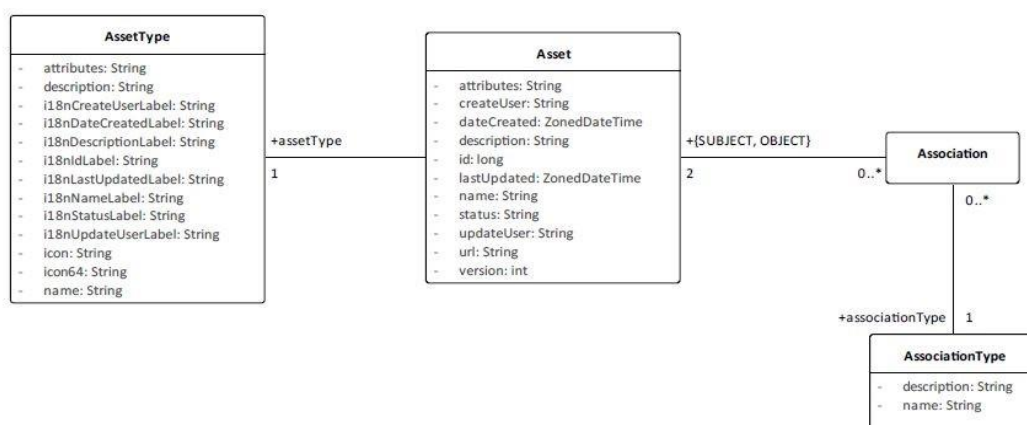 AssetType
- attributes: String
- description: String
- i18nCreateUserLabel: String
- i18nDateCreatedLabel: String
- i18nDescriptionLabel: String
- i18nIdLabel: String
- i18nLastUpdatedLabel: String
- i18nNameLabel: String
- i18nStatusLabel: String
- i18nUpdateUserLabel: String
- icon: String
- icon64: String
- name: String
+assetType
1
Asset
- attributes: String
- createUser: String
- dateCreated: ZonedDateTime
- description: String
- id: long
- lastUpdated: ZonedDateTime
- name: String
- status: String
- updateUser: String
- url: String
- version: int
+{SUBJECT, OBJECT}
2
0..*
Association
0..*
+associationType
1
AssociationType
- description: String
- name: String